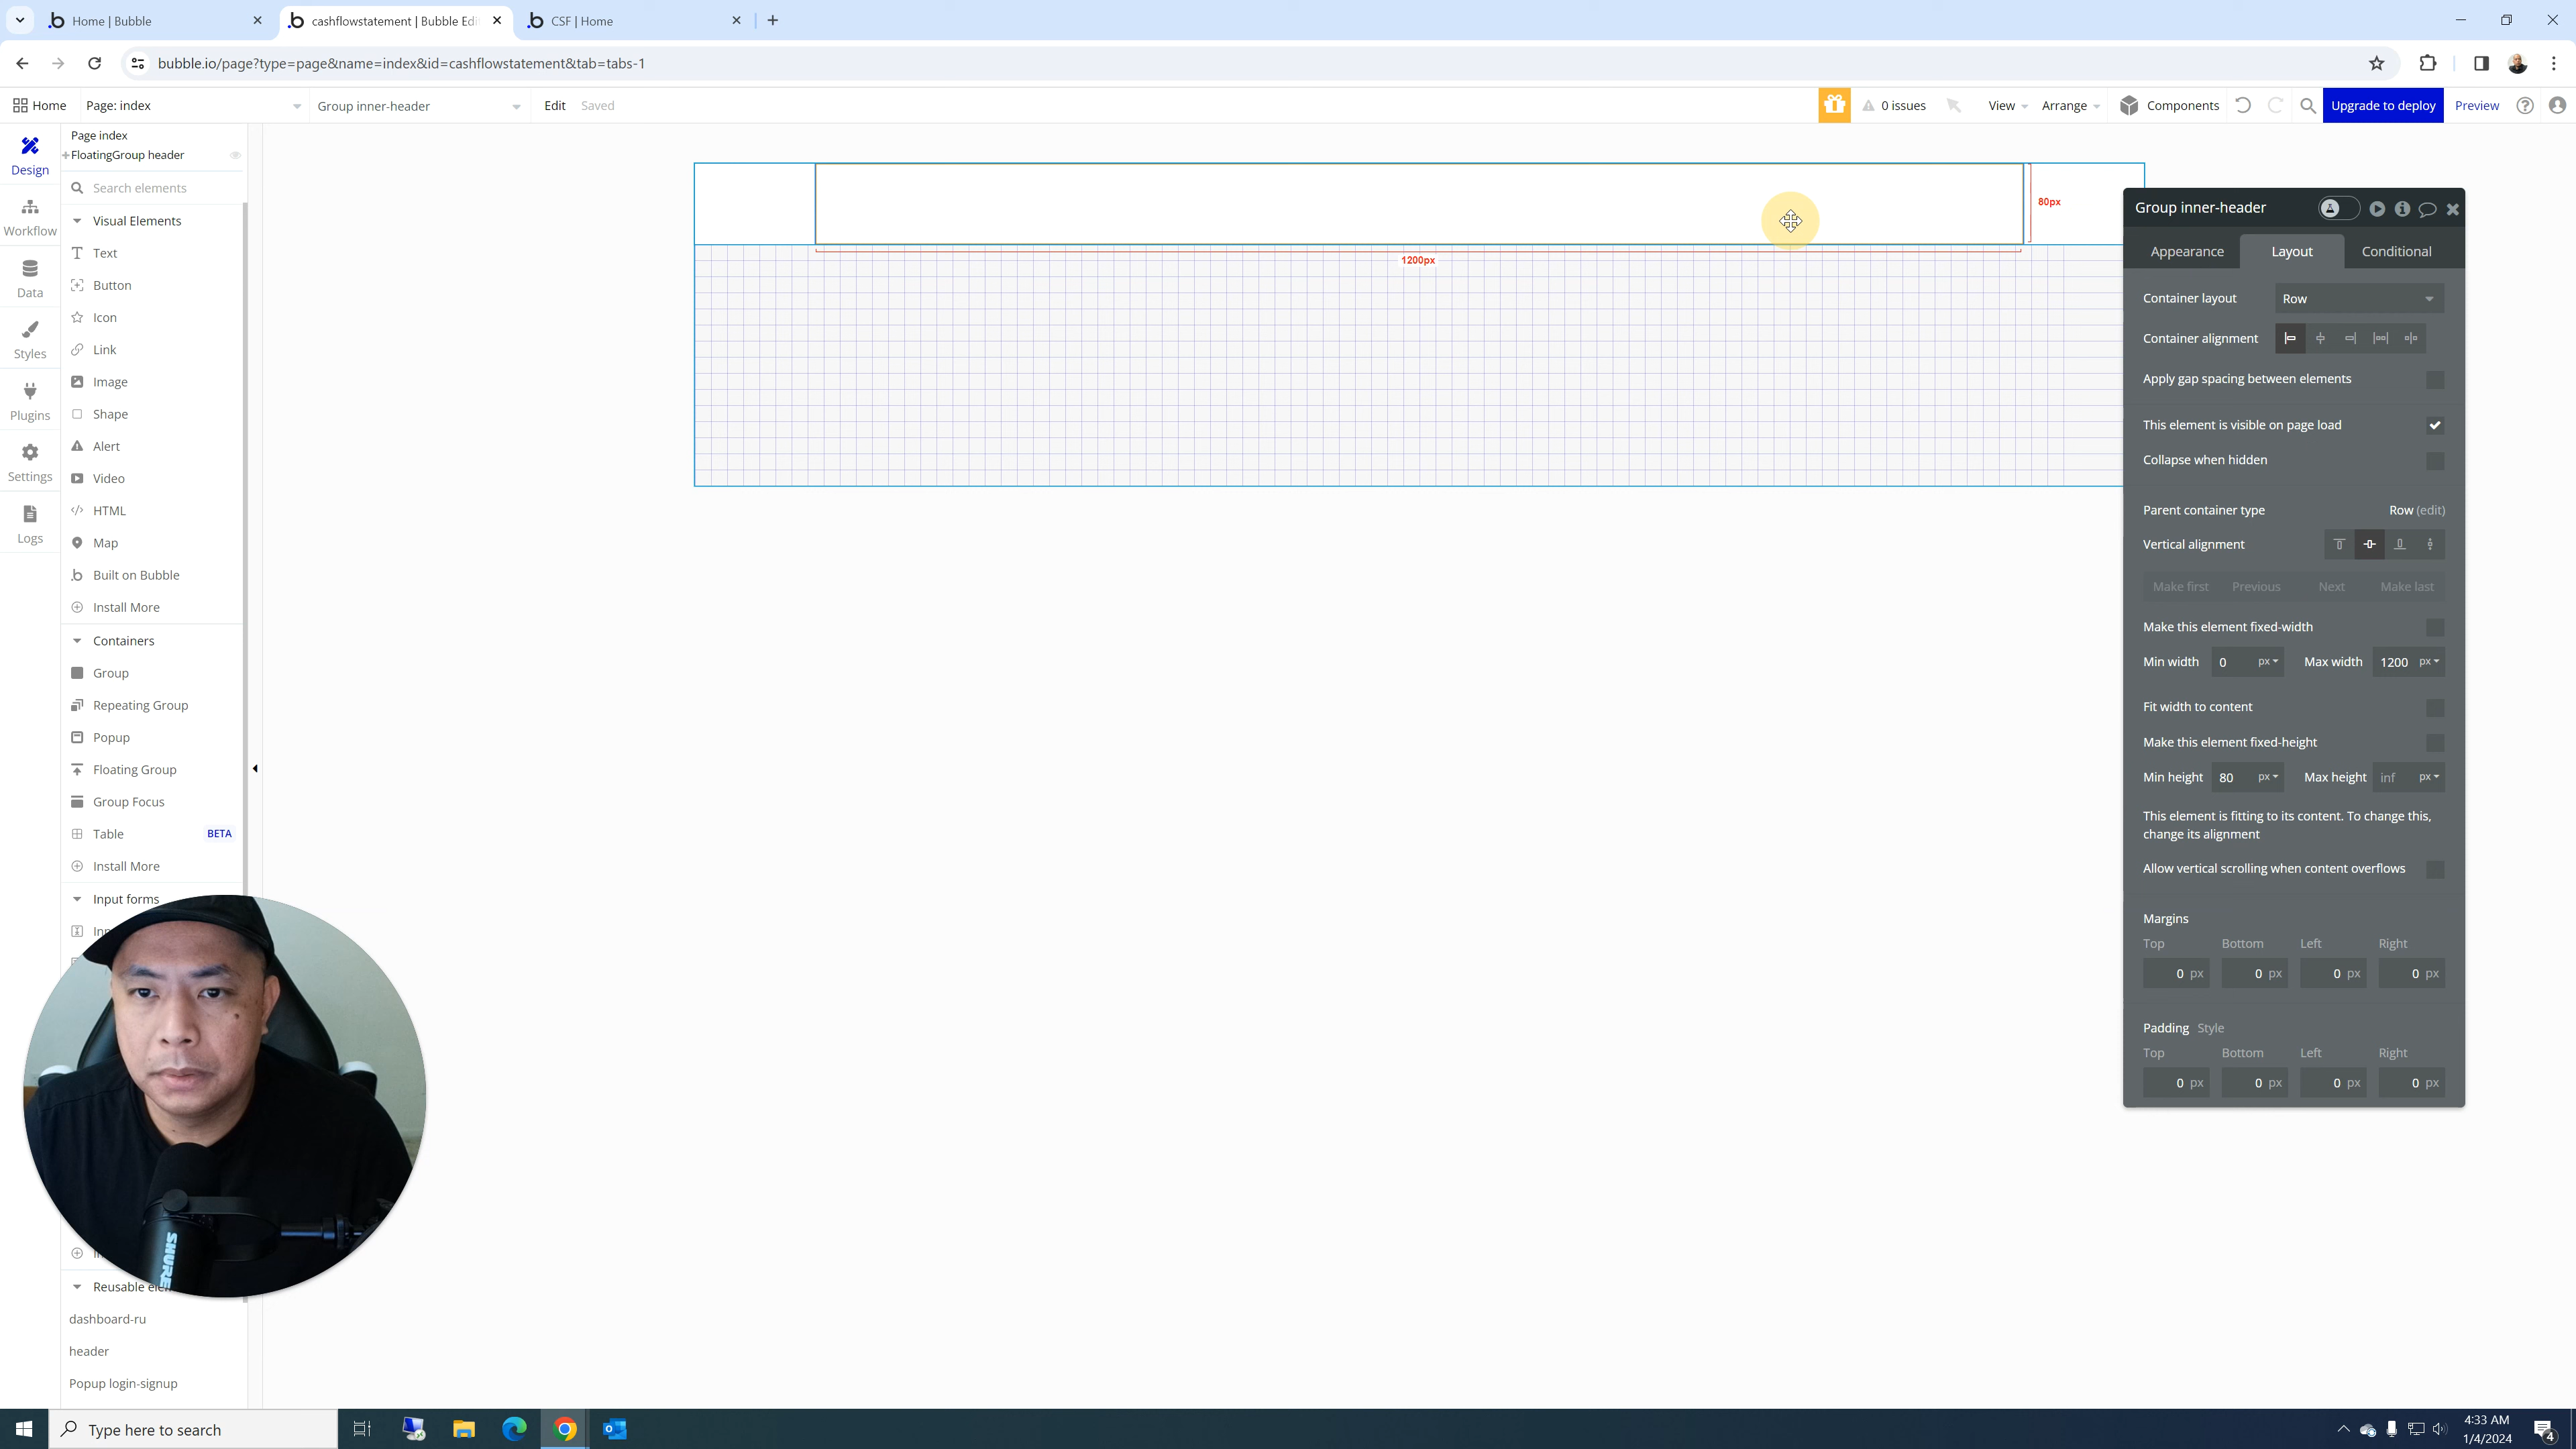 Home | Bubble
cashflowstatement | Bubble Edi
CSF | Home
bubble.io/page?type=page&name=index&id=cashflowstatement&tab=tabs-1
Home
Page: index
Group inner-header
Edit
Saved
0 issues
View
Arrange
Components
Upgrade to deploy
Preview
Design
Workflow
Data
Styles
Plugins
Settings
Logs
Page index
+FloatingGroup header
Search elements
Visual Elements
Text
Button
Icon
Link
Image
Shape
Alert
Video
HTML
Map
Built on Bubble
Install More
Containers
Group
Repeating Group
Popup
Floating Group
Group Focus
Table BETA
Install More
Input forms
Reusable
dashboard-ru
header
Popup login-signup
80px
1200px
Group inner-header
Appearance
Layout
Conditional
Container layout Row
Container alignment
Apply gap spacing between elements
This element is visible on page load
Collapse when hidden
Parent container type Row (edit)
Vertical alignment
Make first Previous Next Make last
Make this element fixed-width
Min width 0 px Max width 1200 px
Fit width to content
Make this element fixed-height
Min height 80 px Max height inf px
This element is fitting to its content. To change this,
change its alignment
Allow vertical scrolling when content overflows
Margins
Top Bottom Left Right
0 px 0 px 0 px 0 px
Padding Style
Top Bottom Left Right
0 px 0 px 0 px 0 px
SHURE
Type here to search
4:33 AM
1/4/2024
4